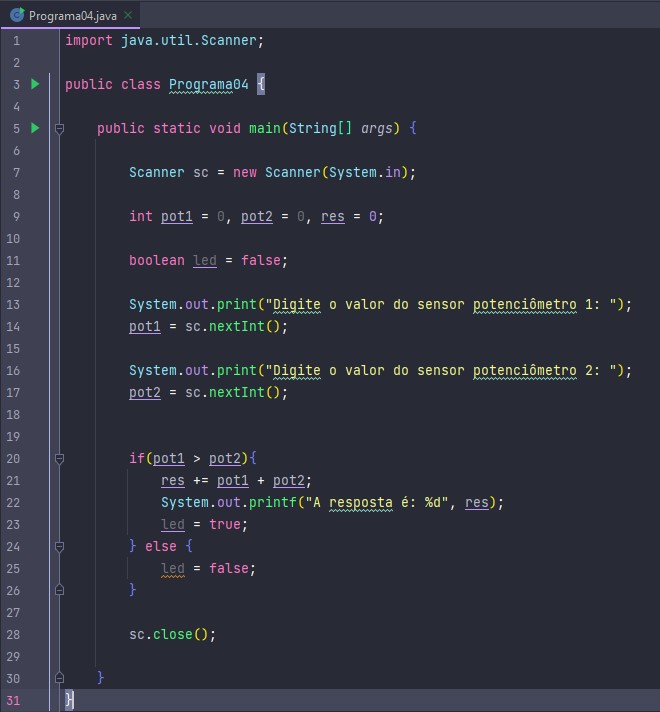 Programa04.java
1 import java.util.Scanner;
2
3 public class Programa04 {
4
5 public static void main(String[] args) {
6
7 Scanner sc = new Scanner(System.in);
8
9 int pot1 = 0, pot2 = 0, res = 0;
10
11 boolean led = false;
12
13 System.out.print("Digite o valor do sensor potenciômetro 1: ");
14 pot1 = sc.nextInt();
15
16 System.out.print("Digite o valor do sensor potenciômetro 2: ");
17 pot2 = sc.nextInt();
18
19
20 if(pot1 > pot2){
21 res += pot1 + pot2;
22 System.out.printf("A resposta é: %d", res);
23 led = true;
24 } else {
25 led = false;
26 }
27
28 sc.close();
29
30 }
31 }